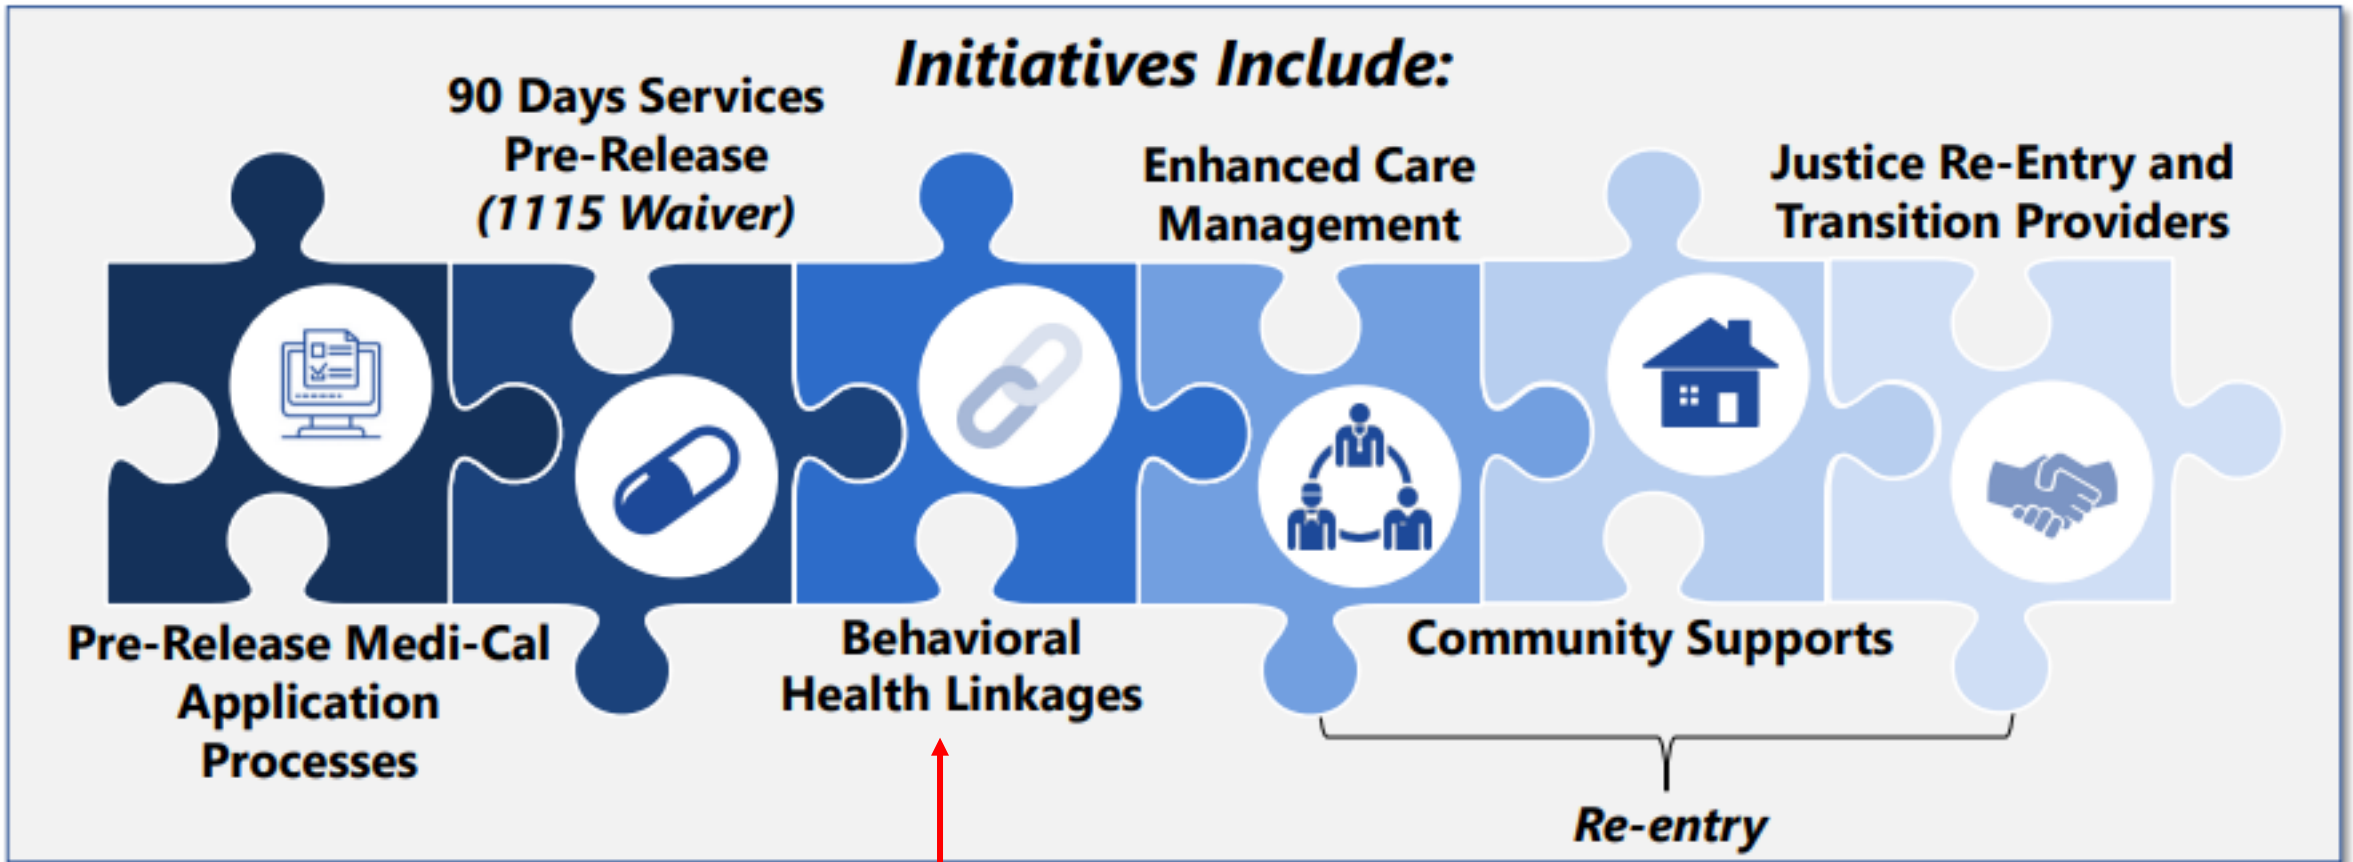 Initiatives Include:
90 Days Services
Pre-Release
(1115 Waiver)
Enhanced Care
Management
Justice Re-Entry and
Transition Providers
Pre-Release Medi-Cal
Application
Processes
Behavioral
Health Linkages
Community Supports
Re-entry